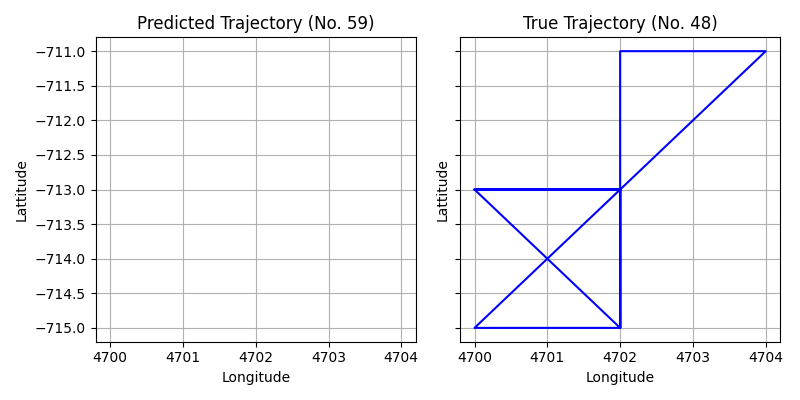 Predicted Trajectory (No. 59)
Lattitude
−711.0
−711.5
−712.0
−712.5
−713.0
−713.5
−714.0
−714.5
−715.0
4700 4701 4702 4703 4704
Longitude
True Trajectory (No. 48)
Lattitude
4700 4701 4702 4703 4704
Longitude